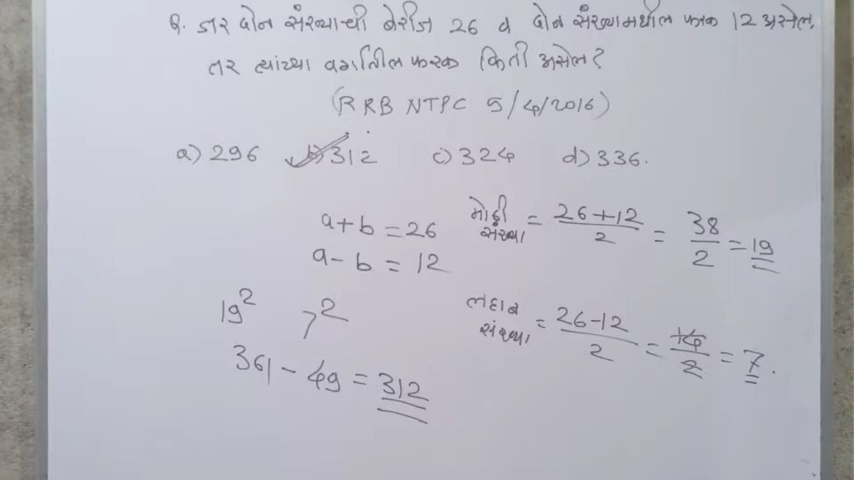 Q. जर दोन संख्याची बेरीज 26 व दोन संख्यामधील फरक 12 असेल,
तर त्यांच्या वर्गातील फरक किती असेल?
(RRB NTPC 5/4/2016)
a) 296 b) 312 c) 324 d) 336.
a+b = 26
a-b = 12
मोठी संख्या = 26+12/2 = 38/2 = 19
19² 7²
361 - 49 = 312
लहान संख्या = 26-12/2 = 14/2 = 7.